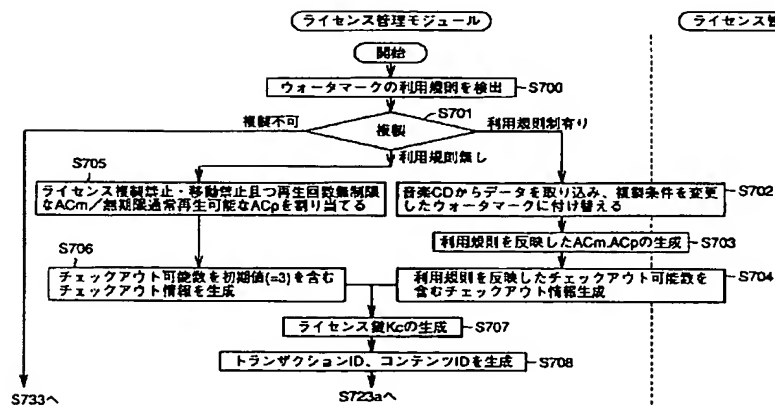 ライセンス管理モジュール
ライセンス管
開始
ウォータマークの利用規則を検出
S700
S701
複製不可
複製
利用規則制有り
利用規則無し
S705
ライセンス複製禁止・移動禁止且つ再生回数無制限
なACm/無期限通常再生可能なACpを割り当てる
音楽CDからデータを取り込み、複製条件を変更
したウォータマークに付け替える
S702
利用規則を反映したACm,ACpの生成
S703
S706
チェックアウト可能数を初期値(=3)を含む
チェックアウト情報を生成
利用規則を反映したチェックアウト可能数を
含むチェックアウト情報生成
S704
ライセンス鍵Kcの生成
S707
トランザクションID、コンテンツIDを生成
S708
S733へ
S723aへ